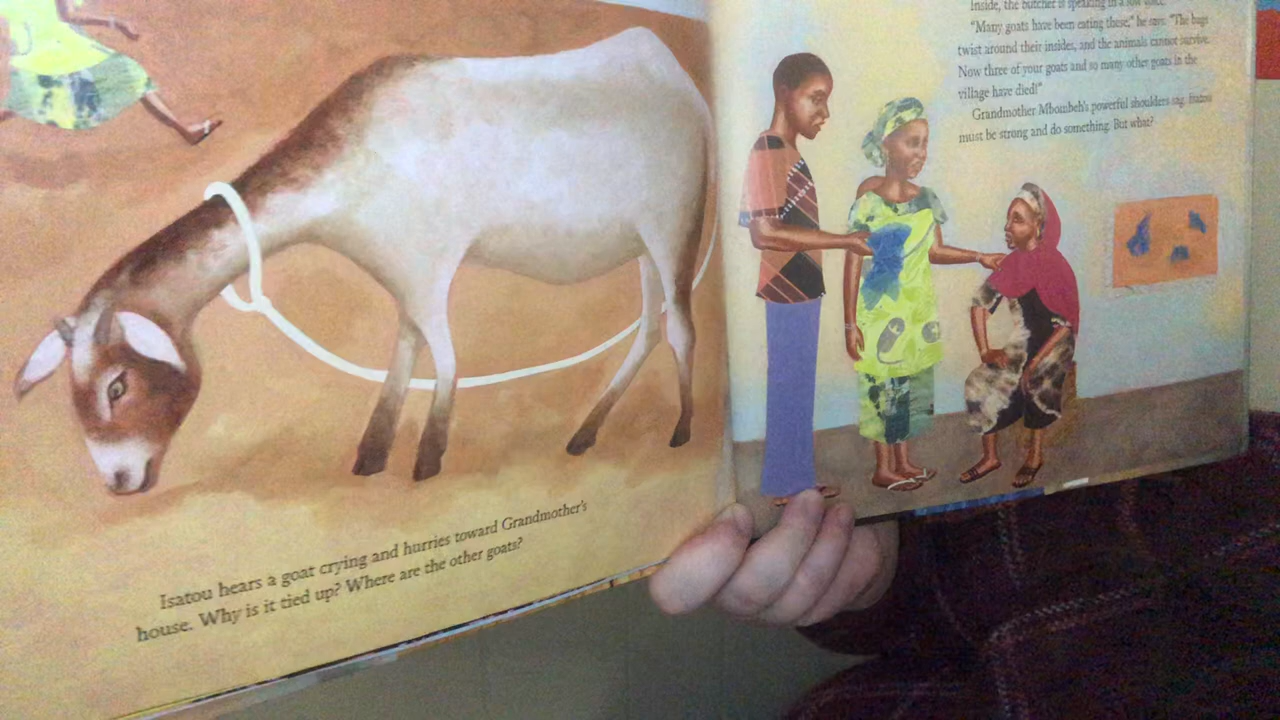 Isatou hears a goat crying and hurries toward Grandmother's
house. Why is it tied up? Where are the other goats?
Inside, the butcher is speaking in a low voice.
"Many goats have been eating these," he says. "The bags
twist around their insides, and the animals cannot survive.
Now three of your goats and so many other goats in the
village have died!"
Grandmother Mbombeh's powerful shoulders sag. Isatou
must be strong and do something. But what?